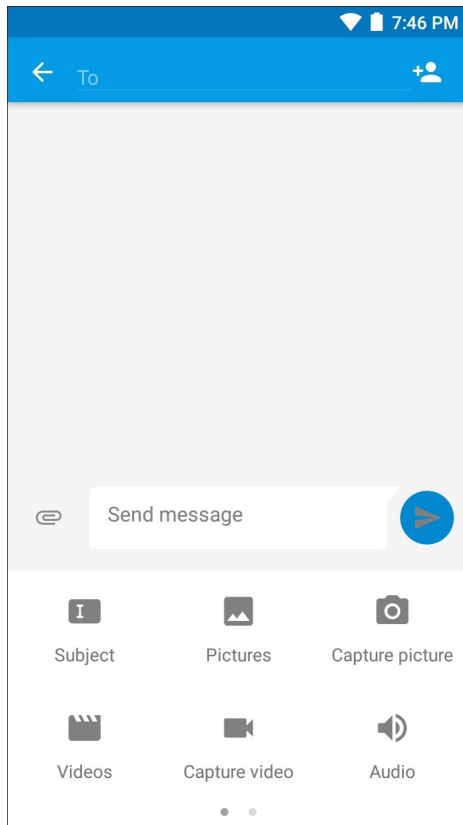 7:46 PM
To
Send message
Subject
Pictures
Capture picture
Videos
Capture video
Audio